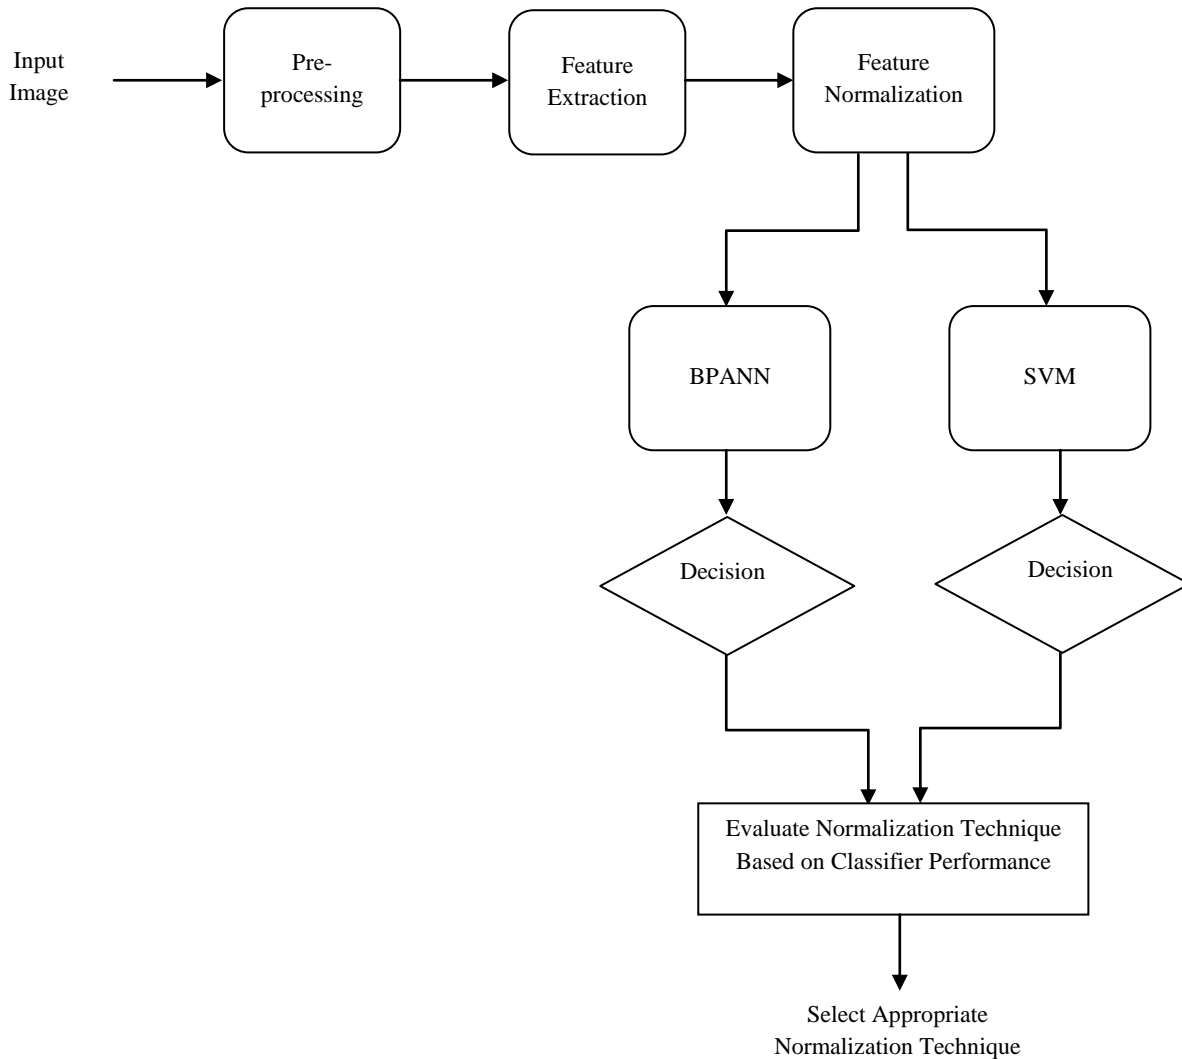 Input
Image
Pre-
processing
Feature
Extraction
Feature
Normalization
BPANN
SVM
Decision
Decision
Evaluate Normalization Technique
Based on Classifier Performance
Select Appropriate
Normalization Technique